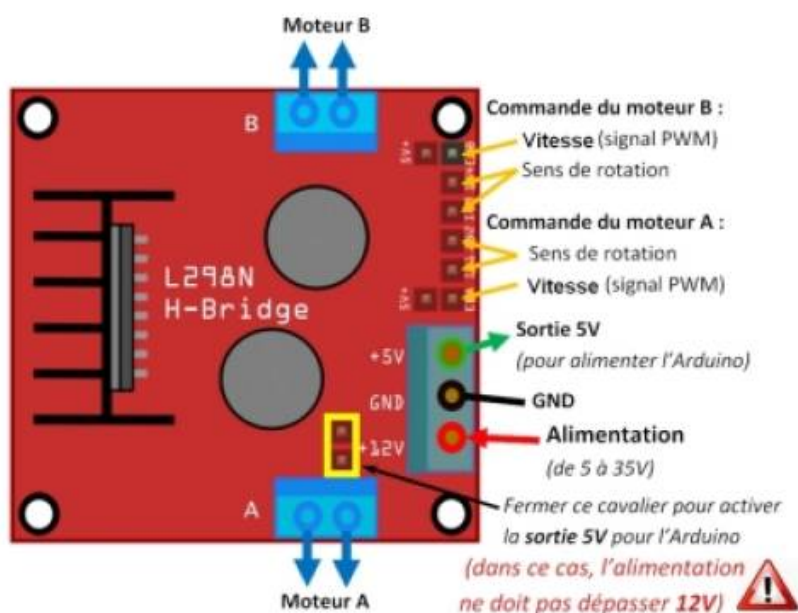 Moteur B
B
Commande du moteur B :
Vitesse (signal PWM)
Sens de rotation
Commande du moteur A :
Sens de rotation
Vitesse (signal PWM)
5V+
5V+
L298N
H-Bridge
+5V
GND
+12V
Sortie 5V
(pour alimenter l'Arduino)
GND
Alimentation
(de 5 à 35V)
A
Fermer ce cavalier pour activer
la sortie 5V pour l'Arduino
(dans ce cas, l'alimentation
ne doit pas dépasser 12V)
Moteur A